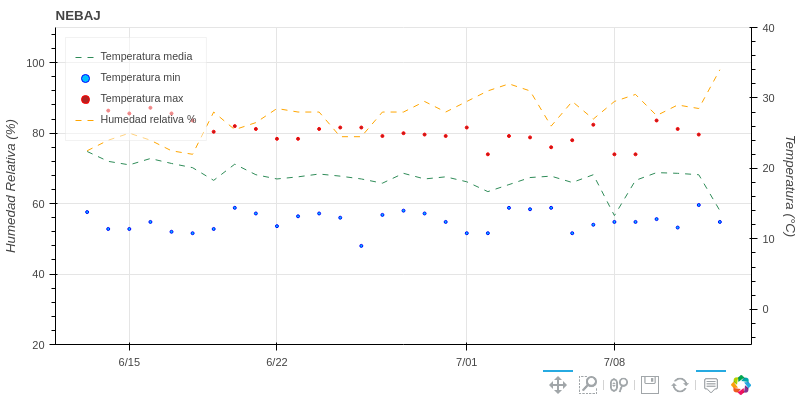 NEBAJ
Temperatura media
Temperatura min
Temperatura max
Humedad relativa %
Humedad Relativa (%)
100
80
60
40
20
Temperatura (°C)
40
30
20
10
0
6/15
6/22
7/01
7/08